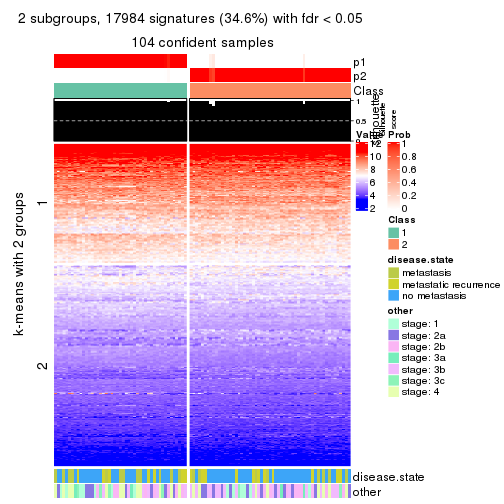 2 subgroups, 17984 signatures (34.6%) with fdr < 0.05
104 confident samples
p1
p2
Class
1
0.5
silhouette
score
k-means with 2 groups
1
2
Value
12
10
8
6
4
2
Prob
1
0.8
0.6
0.4
0.2
0
Class
1
2
disease.state
metastasis
metastatic recurrence
no metastasis
other
stage: 1
stage: 2a
stage: 2b
stage: 3a
stage: 3b
stage: 3c
stage: 4
disease.state
other